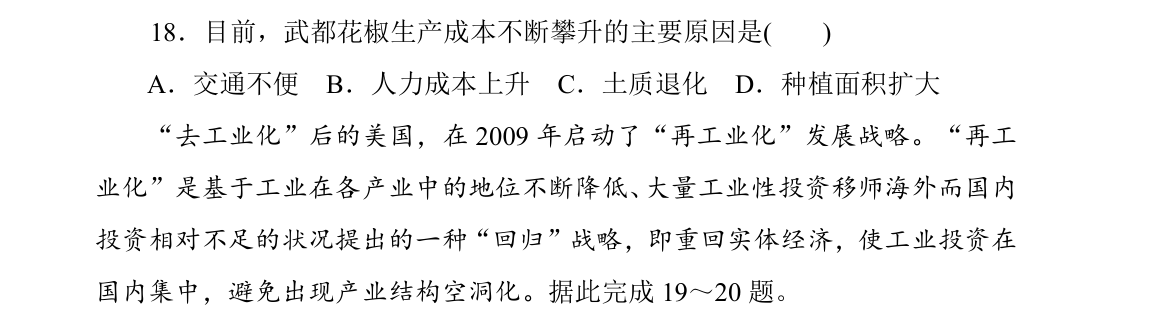 18．目前，武都花椒生产成本不断攀升的主要原因是(　　)
A．交通不便　B．人力成本上升　C．土质退化　D．种植面积扩大
“去工业化”后的美国，在 2009 年启动了“再工业化”发展战略。“再工
业化”是基于工业在各产业中的地位不断降低、大量工业性投资移师海外而国内
投资相对不足的状况提出的一种“回归”战略，即重回实体经济，使工业投资在
国内集中，避免出现产业结构空洞化。据此完成 19～20 题。